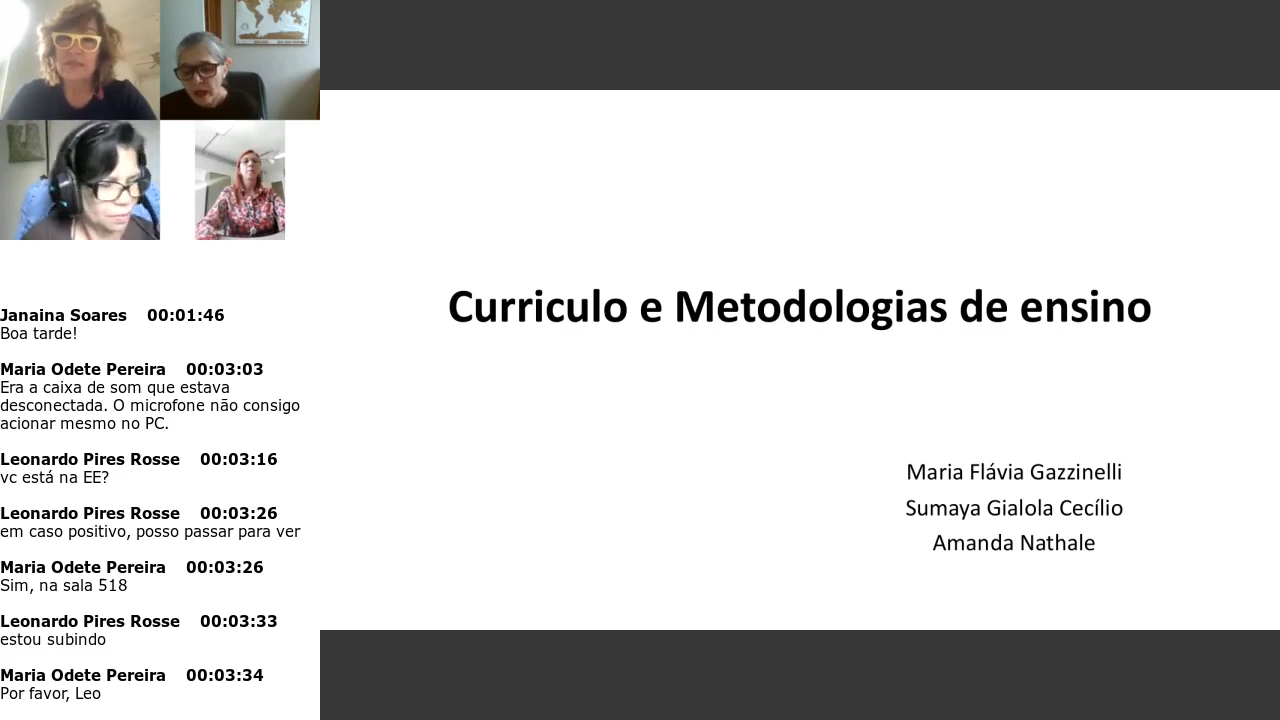 Janaina Soares 00:01:46
Boa tarde!
Maria Odete Pereira 00:03:03
Era a caixa de som que estava
desconectada. O microfone não consigo
acionar mesmo no PC.
Leonardo Pires Rosse 00:03:16
vc está na EE?
Leonardo Pires Rosse 00:03:26
em caso positivo, posso passar para ver
Maria Odete Pereira 00:03:26
Sim, na sala 518
Leonardo Pires Rosse 00:03:33
estou subindo
Maria Odete Pereira 00:03:34
Por favor, Leo
Curriculo e Metodologias de ensino
Maria Flávia Gazzinelli
Sumaya Gialola Cecílio
Amanda Nathale